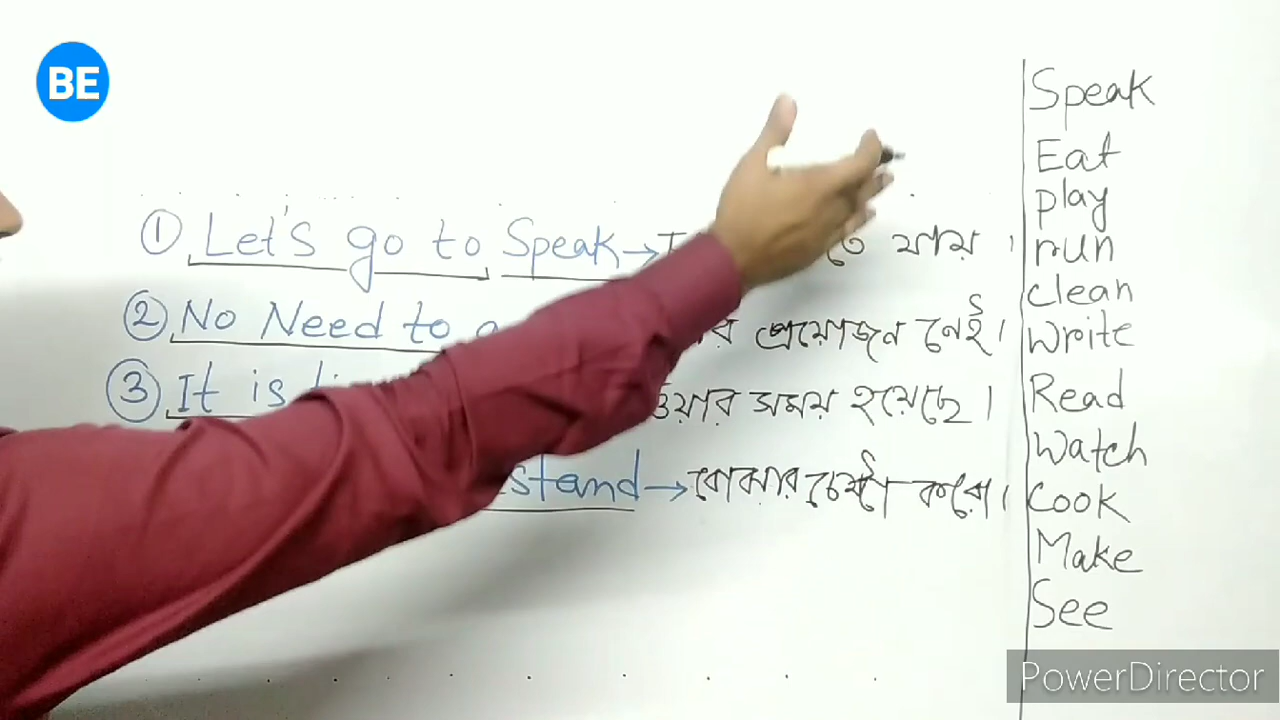 BE
① Let's go to Speak → তে যায় ।
② No Need to র প্রয়োজন নেই।
③ It is ওয়ার সময় হয়েছে।
stand → বোঝার চেষ্টা করো।
Speak
Eat
play
run
clean
Write
Read
Watch
Cook
Make
See
PowerDirector